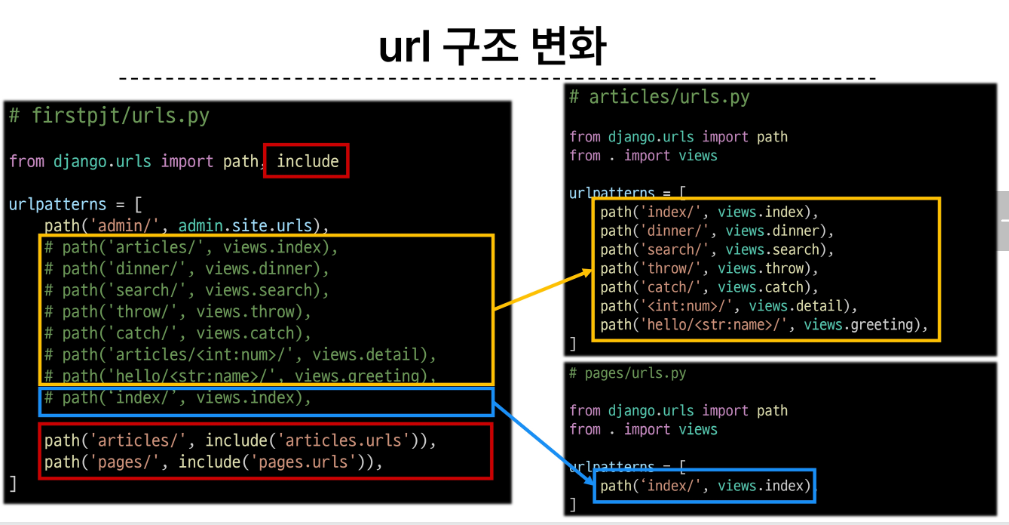 url 구조 변화
# firstpjt/urls.py
from django.urls import path, include
urlpatterns = [
path('admin/', admin.site.urls),
# path('articles/', views.index),
# path('dinner/', views.dinner),
# path('search/', views.search),
# path('throw/', views.throw),
# path('catch/', views.catch),
# path('articles/<int:num>/', views.detail),
# path('hello/<str:name>/', views.greeting),
# path('index/', views.index),
path('articles/', include('articles.urls')),
path('pages/', include('pages.urls')),
]
# articles/urls.py
from django.urls import path
from . import views
urlpatterns = [
path('index/', views.index),
path('dinner/', views.dinner),
path('search/', views.search),
path('throw/', views.throw),
path('catch/', views.catch),
path('<int:num>/', views.detail),
path('hello/<str:name>/', views.greeting),
]
# pages/urls.py
from django.urls import path
from . import views
urlpatterns = [
path('index/', views.index),
]